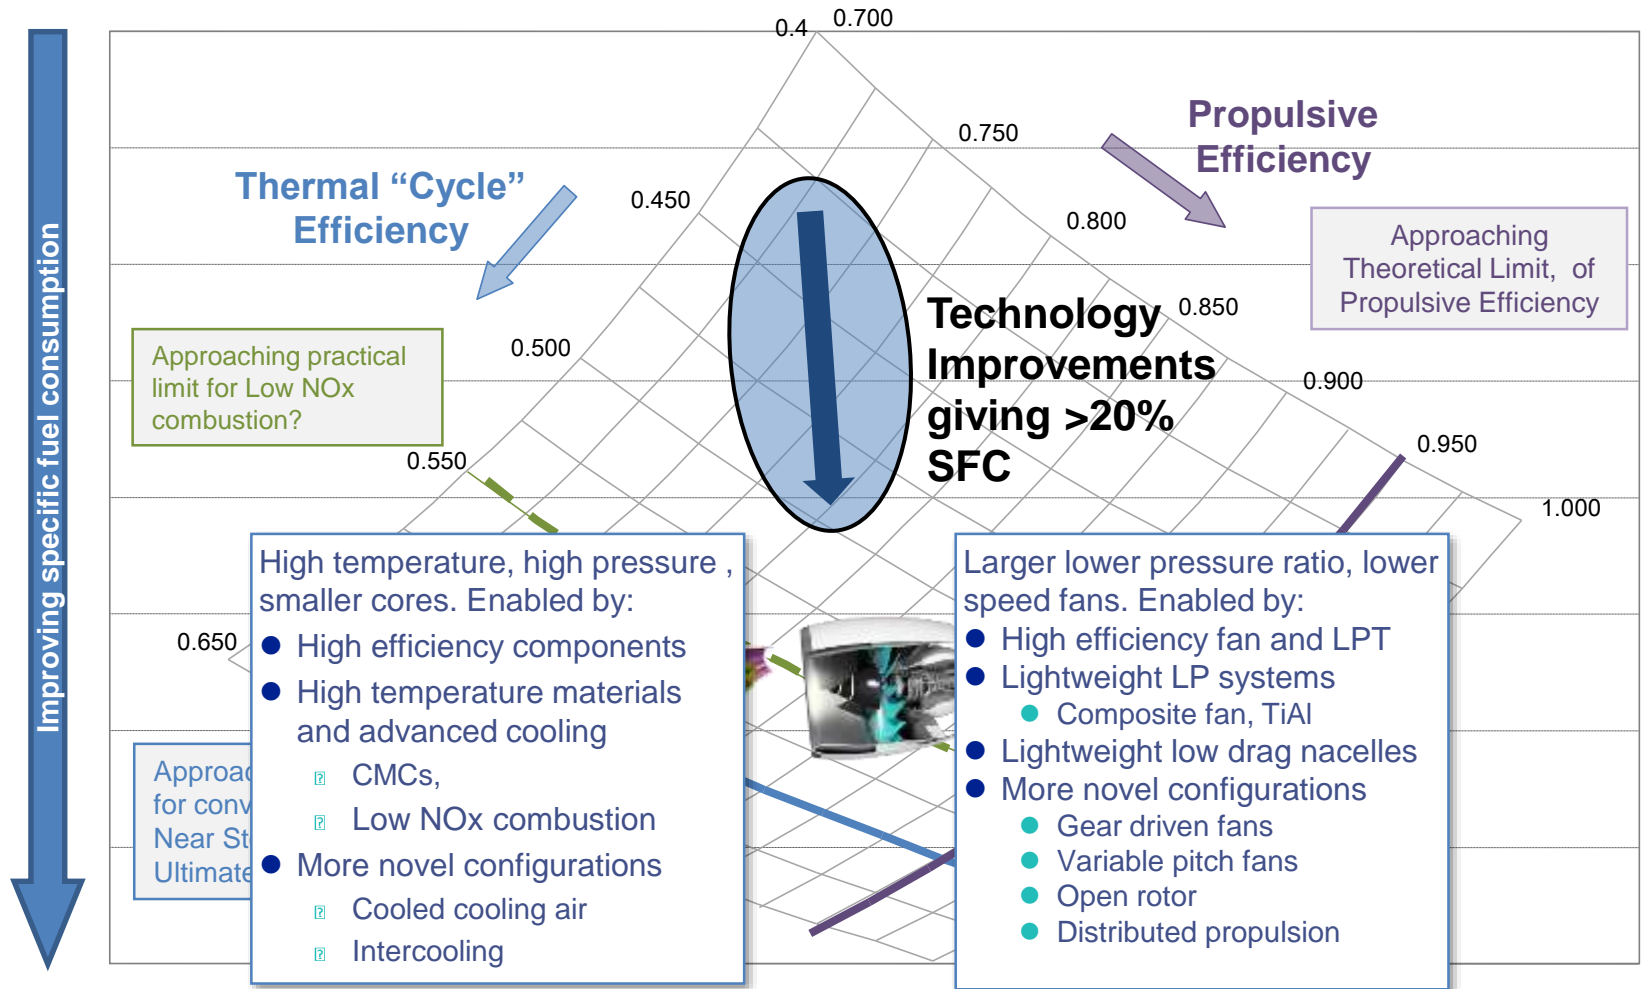 Improving specific fuel consumption
0.4
0.700
0.750
0.800
0.850
0.900
0.950
1.000
0.450
0.500
0.550
0.650
Thermal “Cycle”
Efficiency
Propulsive
Efficiency
Approaching
Theoretical Limit, of
Propulsive Efficiency
Approaching practical
limit for Low NOx
combustion?
Technology
Improvements
giving >20%
SFC
for
Near
Ultimate
High temperature, high pressure ,
smaller cores. Enabled by:
● High efficiency components
● High temperature materials
and advanced cooling
CMCs,
Low NOx combustion
● More novel configurations
Cooled cooling air
Intercooling
Larger lower pressure ratio, lower
speed fans. Enabled by:
● High efficiency fan and LPT
● Lightweight LP systems
● Composite fan, TiAl
● Lightweight low drag nacelles
● More novel configurations
● Gear driven fans
● Variable pitch fans
● Open rotor
● Distributed propulsion